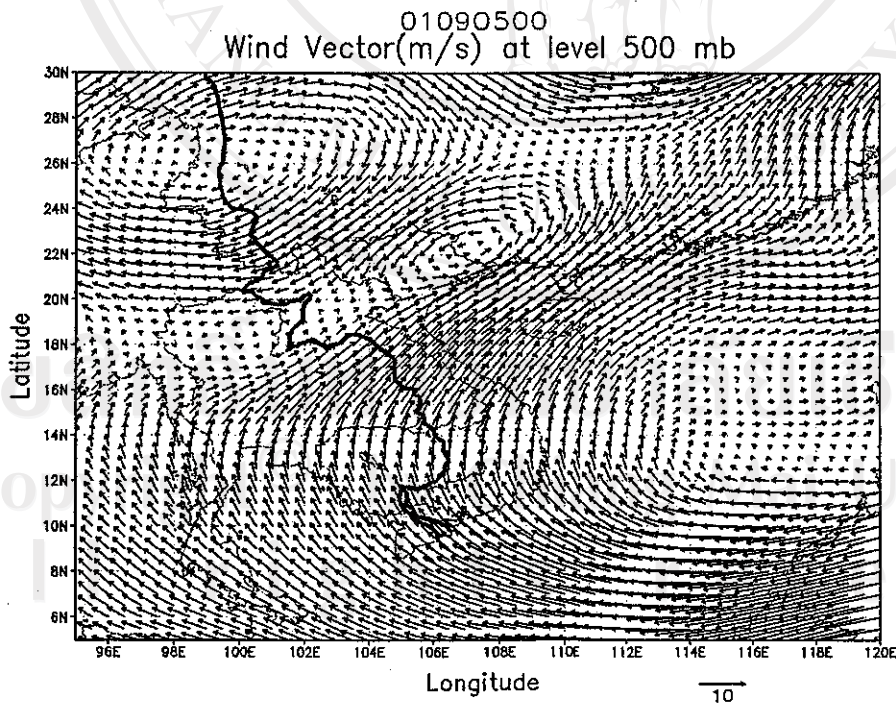 01090500
Wind Vector(m/s) at level 500 mb
30N
28N
26N
24N
22N
20N
18N
16N
14N
12N
10N
8N
6N
Latitude
96E 98E 100E 102E 104E 106E 108E 110E 112E 114E 116E 118E 120E
Longitude
10